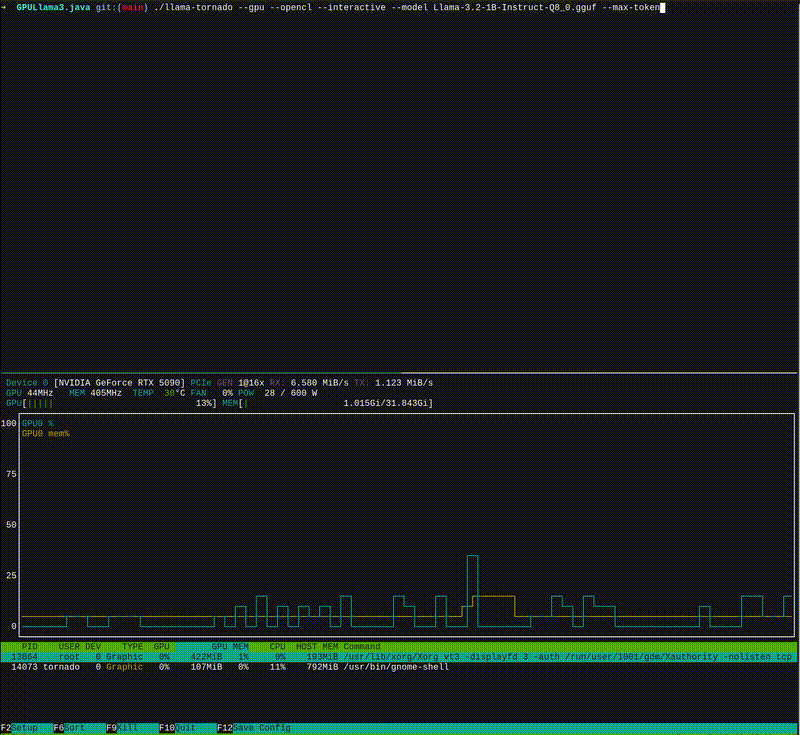 → GPULlama3.java git:(main) ./llama-tornado --gpu --opencl --interactive --model Llama-3.2-1B-Instruct-Q8_0.gguf --max-token
Device 0 [NVIDIA GeForce RTX 5090] PCIe GEN 1@16x RX: 6.580 MiB/s TX: 1.123 MiB/s
GPU 44MHz MEM 405MHz TEMP 30°C FAN 0% POW 28 / 600 W
GPU[||||| 13%] MEM[| 1.015Gi/31.843Gi]
100
GPU0 %
GPU0 mem%
75
50
25
0
PID USER DEV TYPE GPU GPU MEM CPU HOST MEM Command
13864 root 0 Graphic 0% 422MiB 1% 0% 193MiB /usr/lib/xorg/Xorg vt3 -displayfd 3 -auth /run/user/1001/gdm/Xauthority -nolisten tcp
14073 tornado 0 Graphic 0% 107MiB 0% 11% 792MiB /usr/bin/gnome-shell
F2Setup F6Sort F9Kill F10Quit F12Save Config